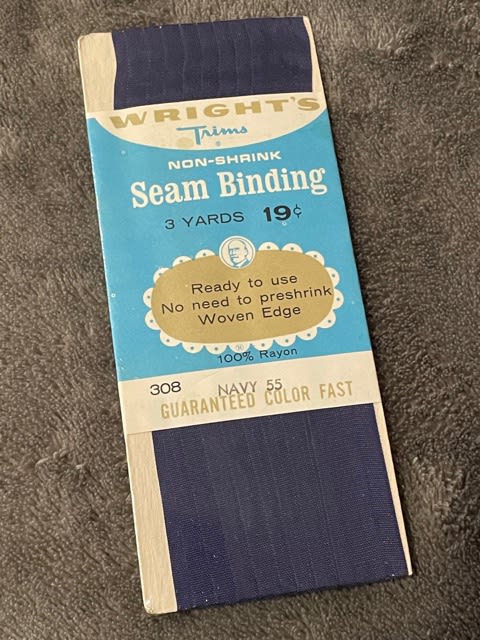 WRIGHT'S
Trims
NON-SHRINK
Seam Binding
3 YARDS 19¢
Ready to use
No need to preshrink
Woven Edge
100% Rayon
308 NAVY 55
GUARANTEED COLOR FAST